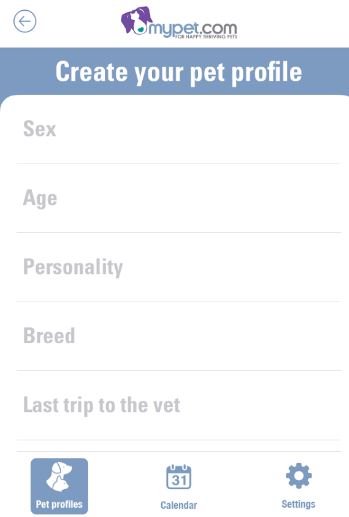 mypet.com
FOR HAPPY THRIVING PETS
Create your pet profile
Sex
Age
Personality
Breed
Last trip to the vet
Pet profiles
31
Calendar
Settings